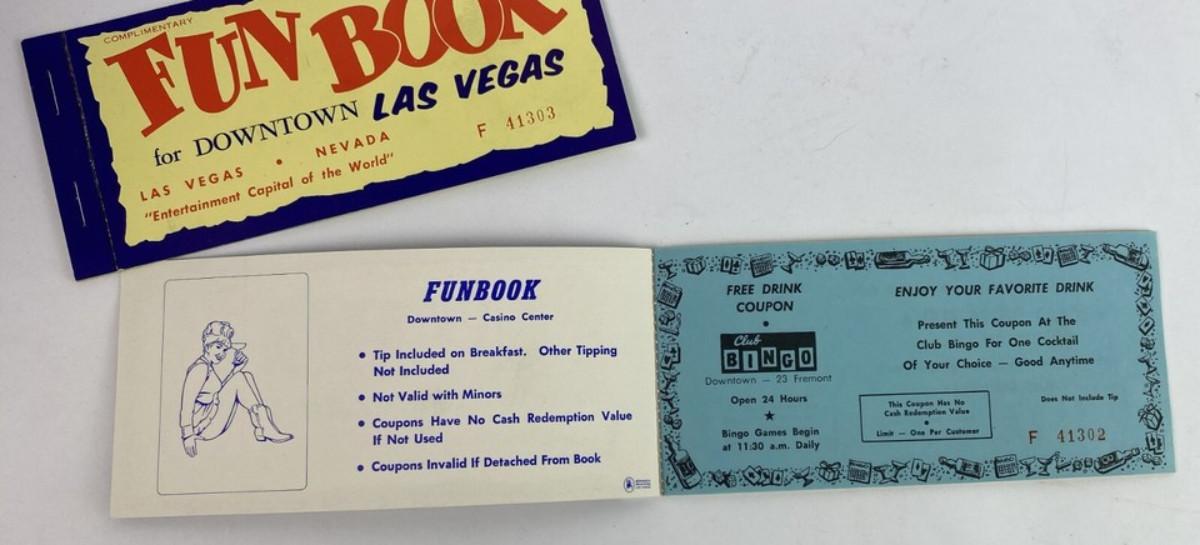 COMPLIMENTARY
FUN BOOK
for DOWNTOWN LAS VEGAS
F 41303
LAS VEGAS • NEVADA
"Entertainment Capital of the World"
FUNBOOK
Downtown — Casino Center
• Tip Included on Breakfast. Other Tipping
Not Included
• Not Valid with Minors
• Coupons Have No Cash Redemption Value
If Not Used
• Coupons Invalid If Detached From Book
FREE DRINK
COUPON
•
Club
BINGO
Downtown — 23 Fremont
Open 24 Hours
★
Bingo Games Begin
at 11:30 a.m. Daily
ENJOY YOUR FAVORITE DRINK
Present This Coupon At The
Club Bingo For One Cocktail
Of Your Choice — Good Anytime
This Coupon Has No
Cash Redemption Value
•
Limit — One Per Customer
Does Not Include Tip
F 41302